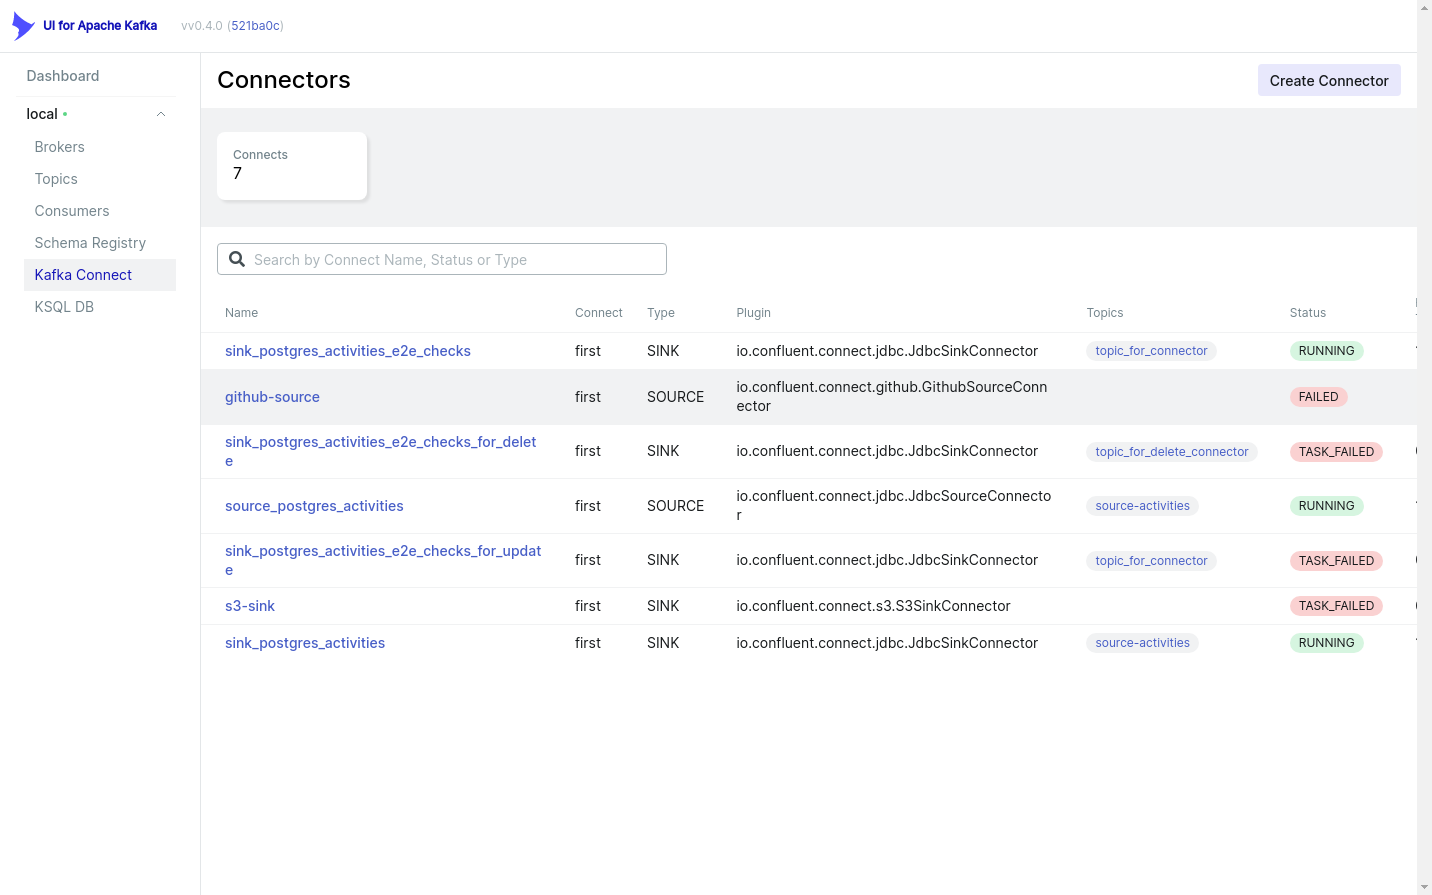 UI for Apache Kafka vv0.4.0 (521ba0c)
Dashboard
local
Brokers
Topics
Consumers
Schema Registry
Kafka Connect
KSQL DB
Connectors
Create Connector
Connects
7
Search by Connect Name, Status or Type
Name Connect Type Plugin Topics Status
sink_postgres_activities_e2e_checks first SINK io.confluent.connect.jdbc.JdbcSinkConnector topic_for_connector RUNNING
github-source first SOURCE io.confluent.connect.github.GithubSourceConn
ector FAILED
sink_postgres_activities_e2e_checks_for_delet
e first SINK io.confluent.connect.jdbc.JdbcSinkConnector topic_for_delete_connector TASK_FAILED
source_postgres_activities first SOURCE io.confluent.connect.jdbc.JdbcSourceConnecto
r source-activities RUNNING
sink_postgres_activities_e2e_checks_for_updat
e first SINK io.confluent.connect.jdbc.JdbcSinkConnector topic_for_connector TASK_FAILED
s3-sink first SINK io.confluent.connect.s3.S3SinkConnector TASK_FAILED
sink_postgres_activities first SINK io.confluent.connect.jdbc.JdbcSinkConnector source-activities RUNNING